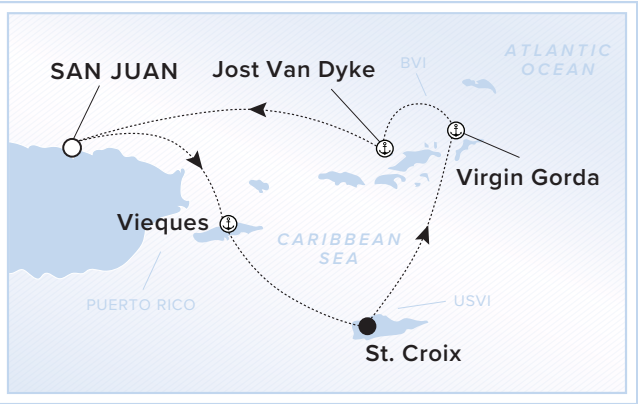 SAN JUAN
Jost Van Dyke
BVI
ATLANTIC
OCEAN
Virgin Gorda
Vieques
CARIBBEAN
SEA
PUERTO RICO
USVI
St. Croix